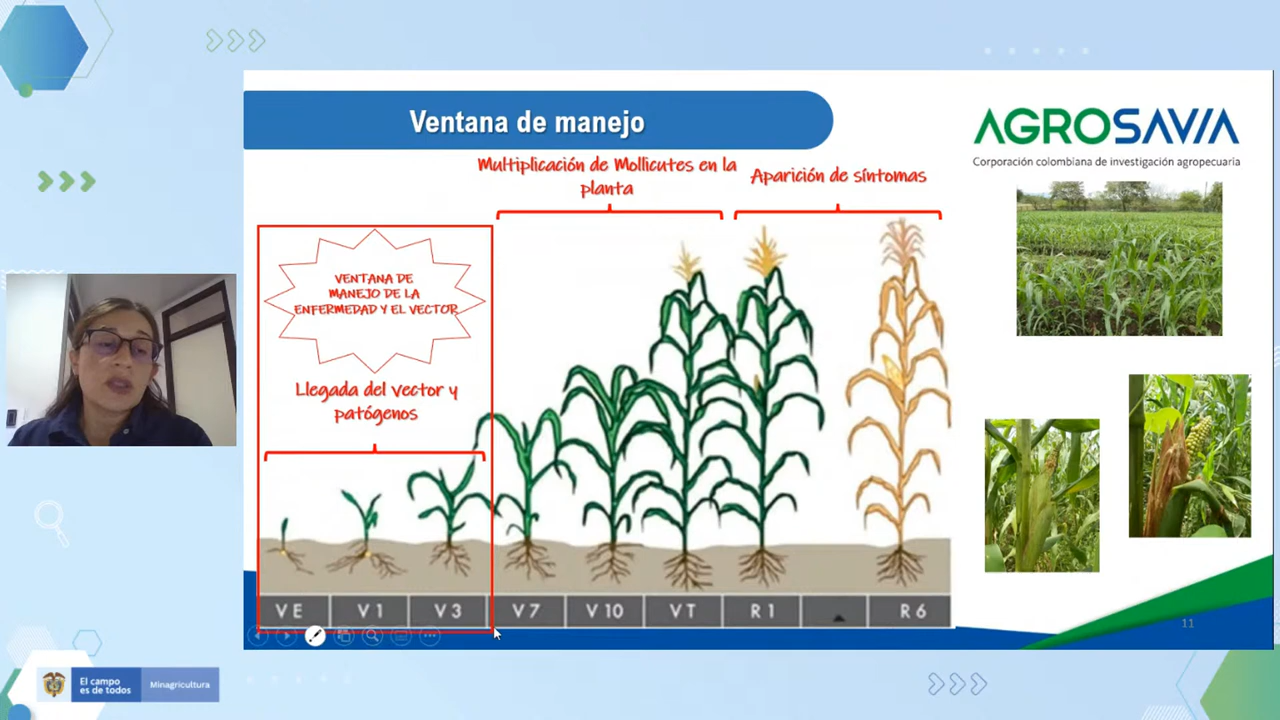 Ventana de manejo
AGROSAVIA
Corporación colombiana de investigación agropecuaria
Multiplicación de Mollicutes en la
planta
Aparición de síntomas
VENTANA DE
MANEJO DE LA
ENFERMEDAD Y EL VECTOR
Llegada del vector y
patógenos
VE
V1
V3
V7
V10
VT
R1
R6
11
El campo
es de todos
Minagricultura